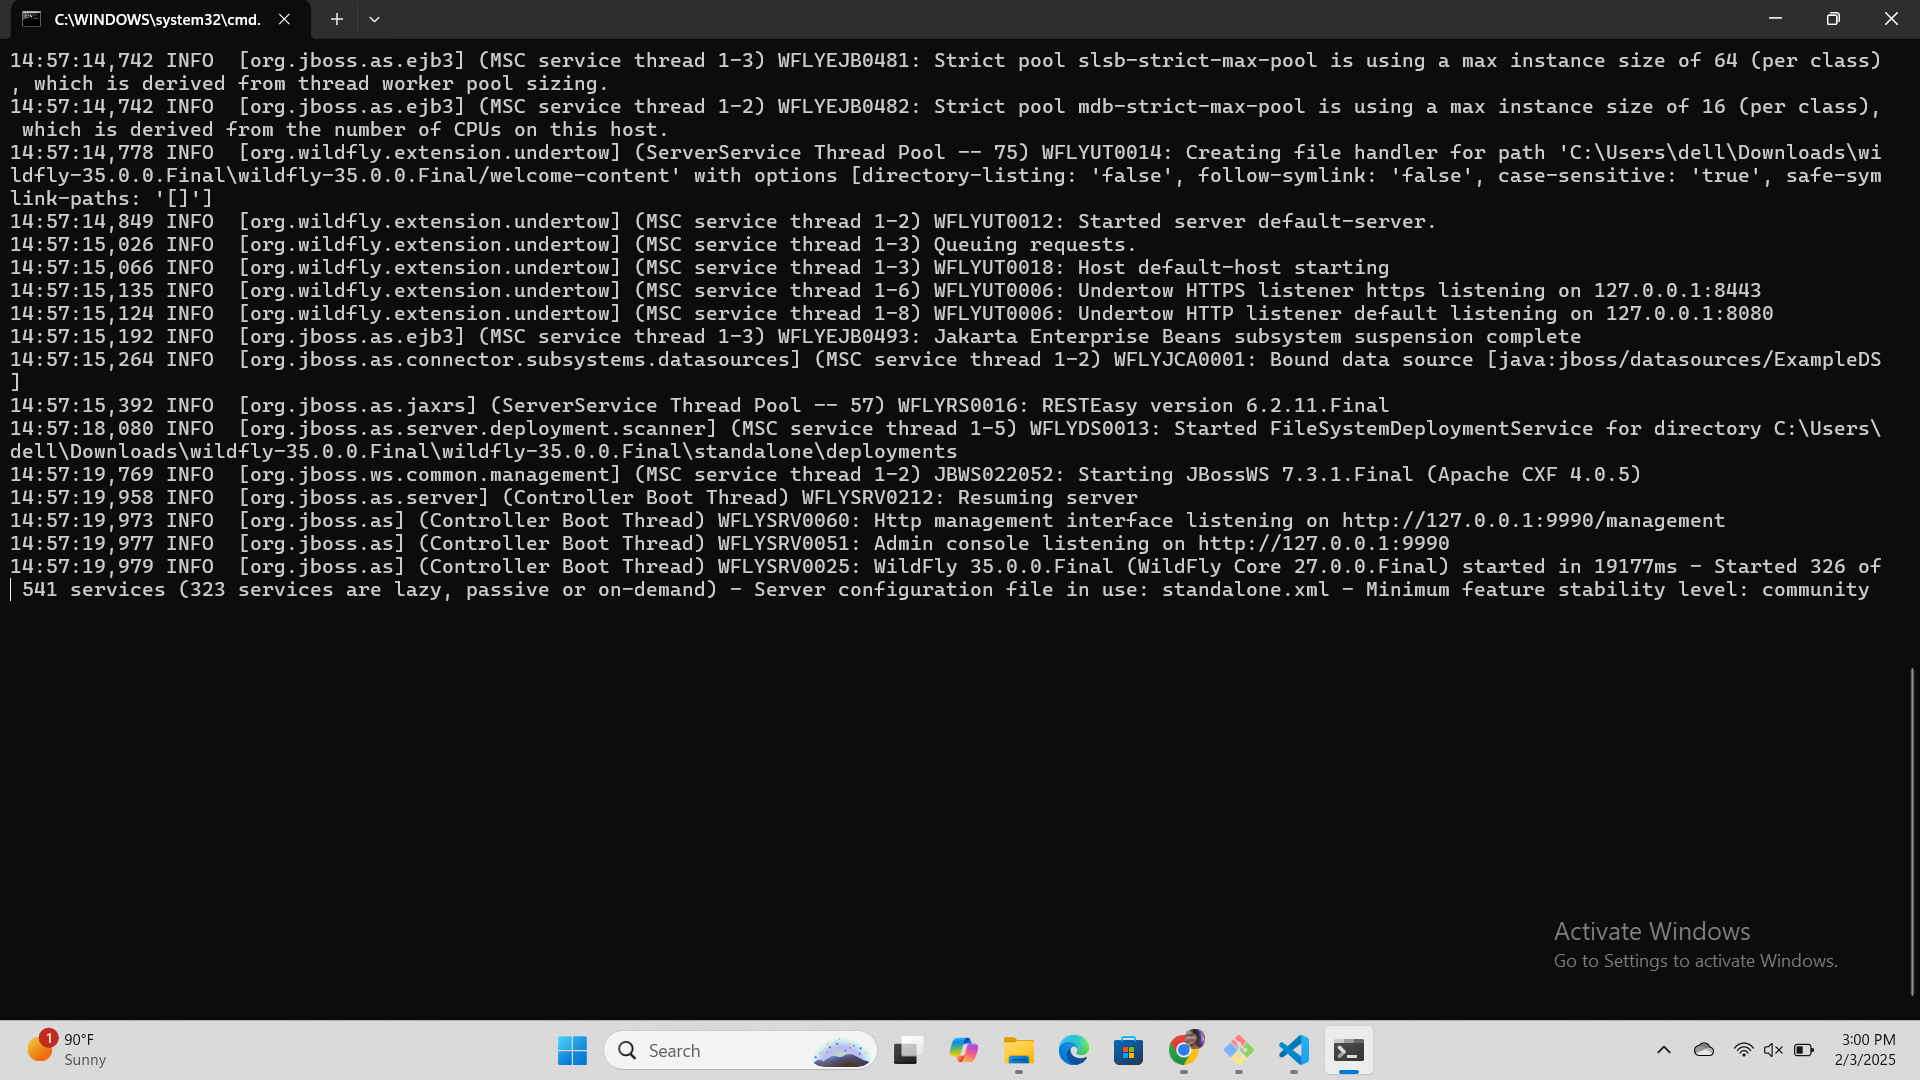 C:\WINDOWS\system32\cmd.
14:57:14,742 INFO  [org.jboss.as.ejb3] (MSC service thread 1-3) WFLYEJB0481: Strict pool slsb-strict-max-pool is using a max instance size of 64 (per class)
, which is derived from thread worker pool sizing.
14:57:14,742 INFO  [org.jboss.as.ejb3] (MSC service thread 1-2) WFLYEJB0482: Strict pool mdb-strict-max-pool is using a max instance size of 16 (per class),
 which is derived from the number of CPUs on this host.
14:57:14,778 INFO  [org.wildfly.extension.undertow] (ServerService Thread Pool -- 75) WFLYUT0014: Creating file handler for path 'C:\Users\dell\Downloads\wi
ldfly-35.0.0.Final\wildfly-35.0.0.Final/welcome-content' with options [directory-listing: 'false', follow-symlink: 'false', case-sensitive: 'true', safe-sym
link-paths: '[]']
14:57:14,849 INFO  [org.wildfly.extension.undertow] (MSC service thread 1-2) WFLYUT0012: Started server default-server.
14:57:15,026 INFO  [org.wildfly.extension.undertow] (MSC service thread 1-3) Queuing requests.
14:57:15,066 INFO  [org.wildfly.extension.undertow] (MSC service thread 1-3) WFLYUT0018: Host default-host starting
14:57:15,135 INFO  [org.wildfly.extension.undertow] (MSC service thread 1-6) WFLYUT0006: Undertow HTTPS listener https listening on 127.0.0.1:8443
14:57:15,124 INFO  [org.wildfly.extension.undertow] (MSC service thread 1-8) WFLYUT0006: Undertow HTTP listener default listening on 127.0.0.1:8080
14:57:15,192 INFO  [org.jboss.as.ejb3] (MSC service thread 1-3) WFLYEJB0493: Jakarta Enterprise Beans subsystem suspension complete
14:57:15,264 INFO  [org.jboss.as.connector.subsystems.datasources] (MSC service thread 1-2) WFLYJCA0001: Bound data source [java:jboss/datasources/ExampleDS
]
14:57:15,392 INFO  [org.jboss.as.jaxrs] (ServerService Thread Pool -- 57) WFLYRS0016: RESTEasy version 6.2.11.Final
14:57:18,080 INFO  [org.jboss.as.server.deployment.scanner] (MSC service thread 1-5) WFLYDS0013: Started FileSystemDeploymentService for directory C:\Users\
dell\Downloads\wildfly-35.0.0.Final\wildfly-35.0.0.Final\standalone\deployments
14:57:19,769 INFO  [org.jboss.ws.common.management] (MSC service thread 1-2) JBWS022052: Starting JBossWS 7.3.1.Final (Apache CXF 4.0.5)
14:57:19,958 INFO  [org.jboss.as.server] (Controller Boot Thread) WFLYSRV0212: Resuming server
14:57:19,973 INFO  [org.jboss.as] (Controller Boot Thread) WFLYSRV0060: Http management interface listening on http://127.0.0.1:9990/management
14:57:19,977 INFO  [org.jboss.as] (Controller Boot Thread) WFLYSRV0051: Admin console listening on http://127.0.0.1:9990
14:57:19,979 INFO  [org.jboss.as] (Controller Boot Thread) WFLYSRV0025: WildFly 35.0.0.Final (WildFly Core 27.0.0.Final) started in 19177ms - Started 326 of
 541 services (323 services are lazy, passive or on-demand) - Server configuration file in use: standalone.xml - Minimum feature stability level: community
Activate Windows
Go to Settings to activate Windows.
1
90°F
Sunny
Search
3:00 PM
2/3/2025